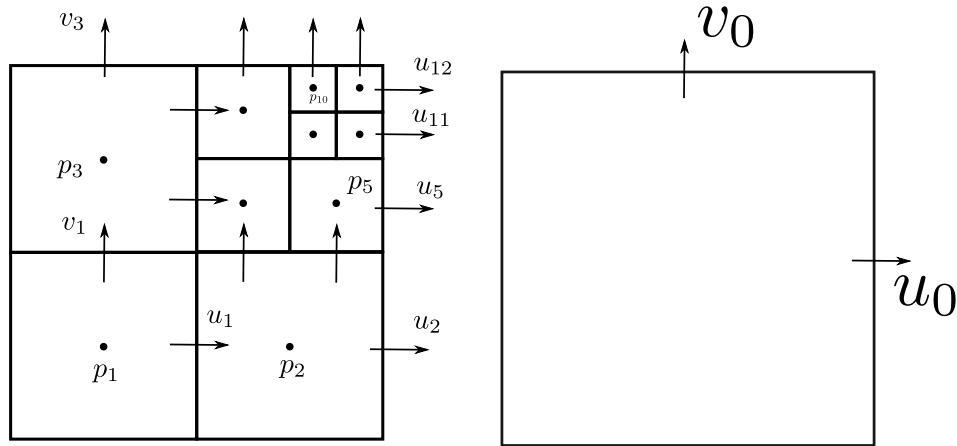 v₃
u₁₂
p₁₀
u₁₁
p₃
p₅
u₅
v₁
u₁
u₂
p₁
p₂
v₀
u₀